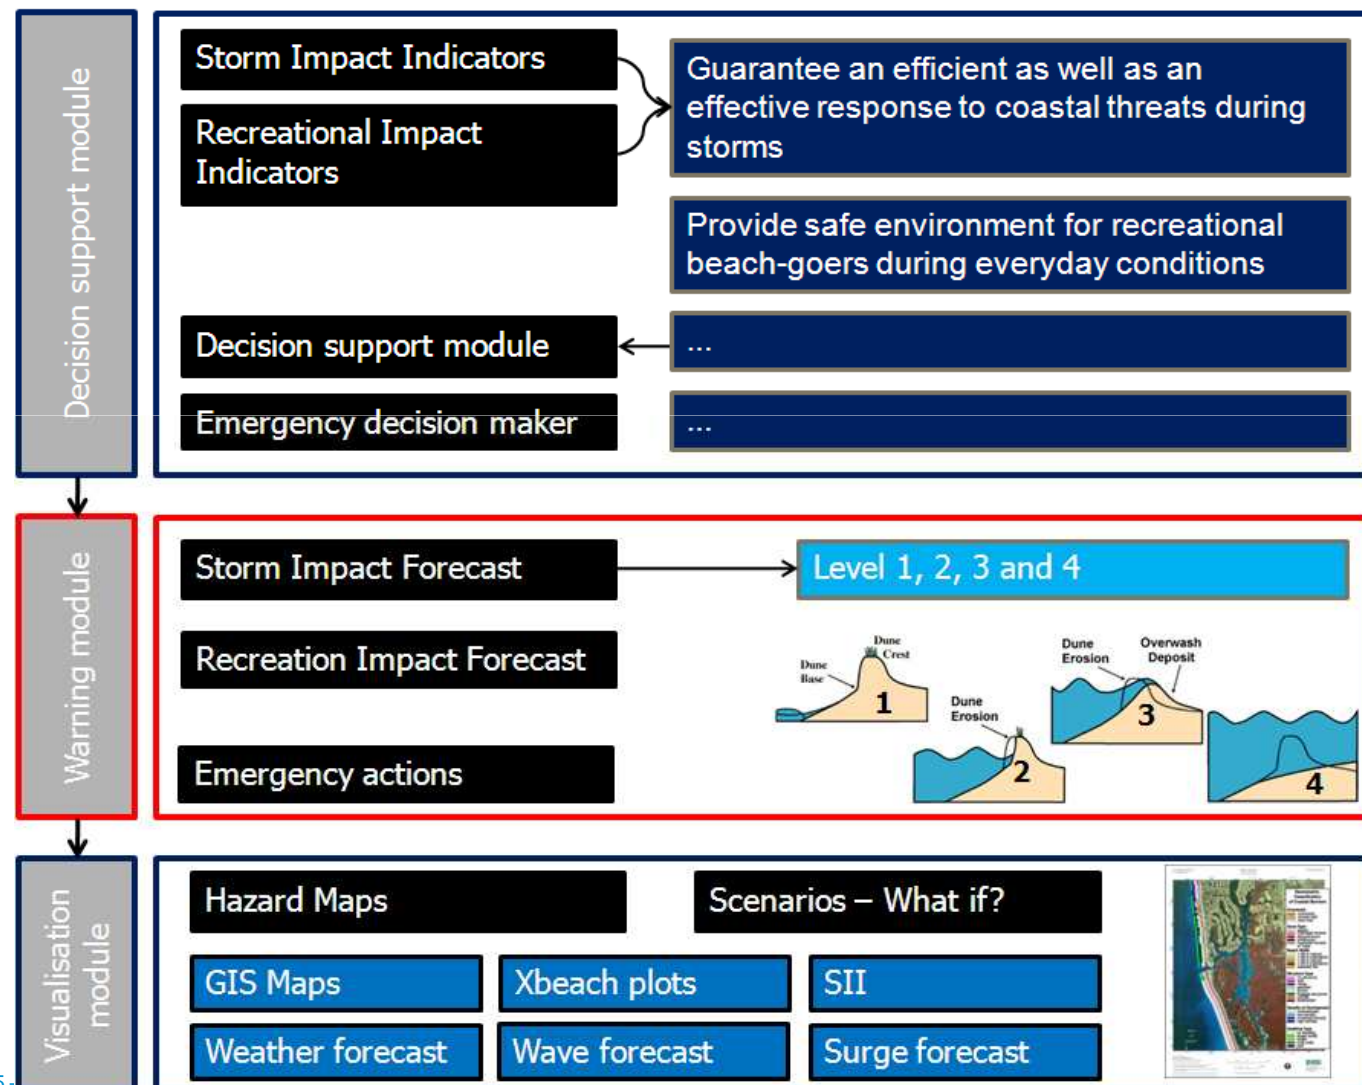 Decision support module
Storm Impact Indicators
Recreational Impact
Indicators
Guarantee an efficient as well as an
effective response to coastal threats during
storms
Provide safe environment for recreational
beach-goers during everyday conditions
Decision support module
...
Emergency decision maker
...
Warning module
Storm Impact Forecast
Level 1, 2, 3 and 4
Recreation Impact Forecast
Emergency actions
Dune
Crest
Dune
Base
1
Dune
Erosion
2
Dune
Erosion
Overwash
Deposit
3
4
Visualisation
module
Hazard Maps
Scenarios – What if?
GIS Maps
Xbeach plots
SII
Weather forecast
Wave forecast
Surge forecast